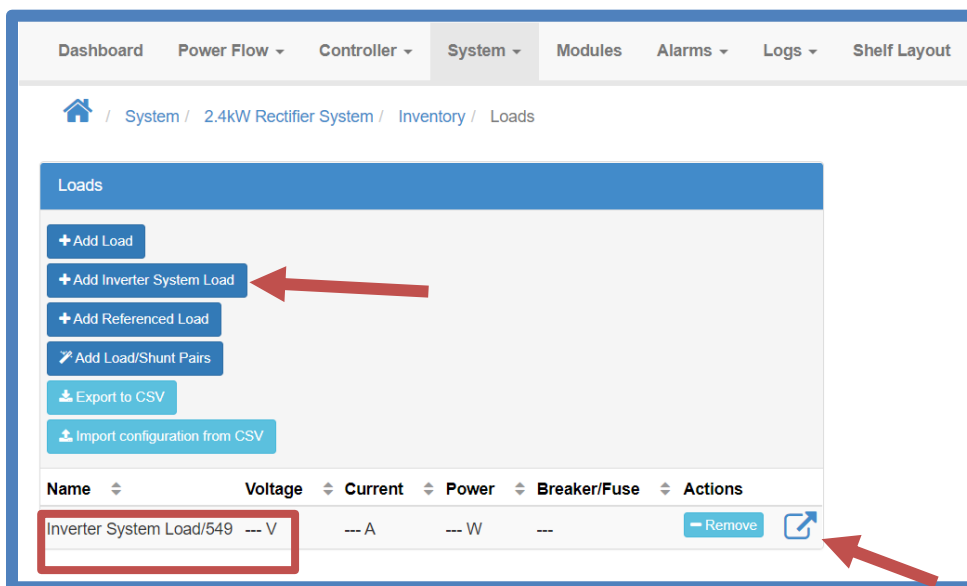 Dashboard Power Flow Controller System Modules Alarms Logs Shelf Layout
/ System / 2.4kW Rectifier System / Inventory / Loads
Loads
+ Add Load
+ Add Inverter System Load
+ Add Referenced Load
Add Load/Shunt Pairs
Export to CSV
Import configuration from CSV
Name Voltage Current Power Breaker/Fuse Actions
Inverter System Load/549 --- V --- A --- W --- − Remove